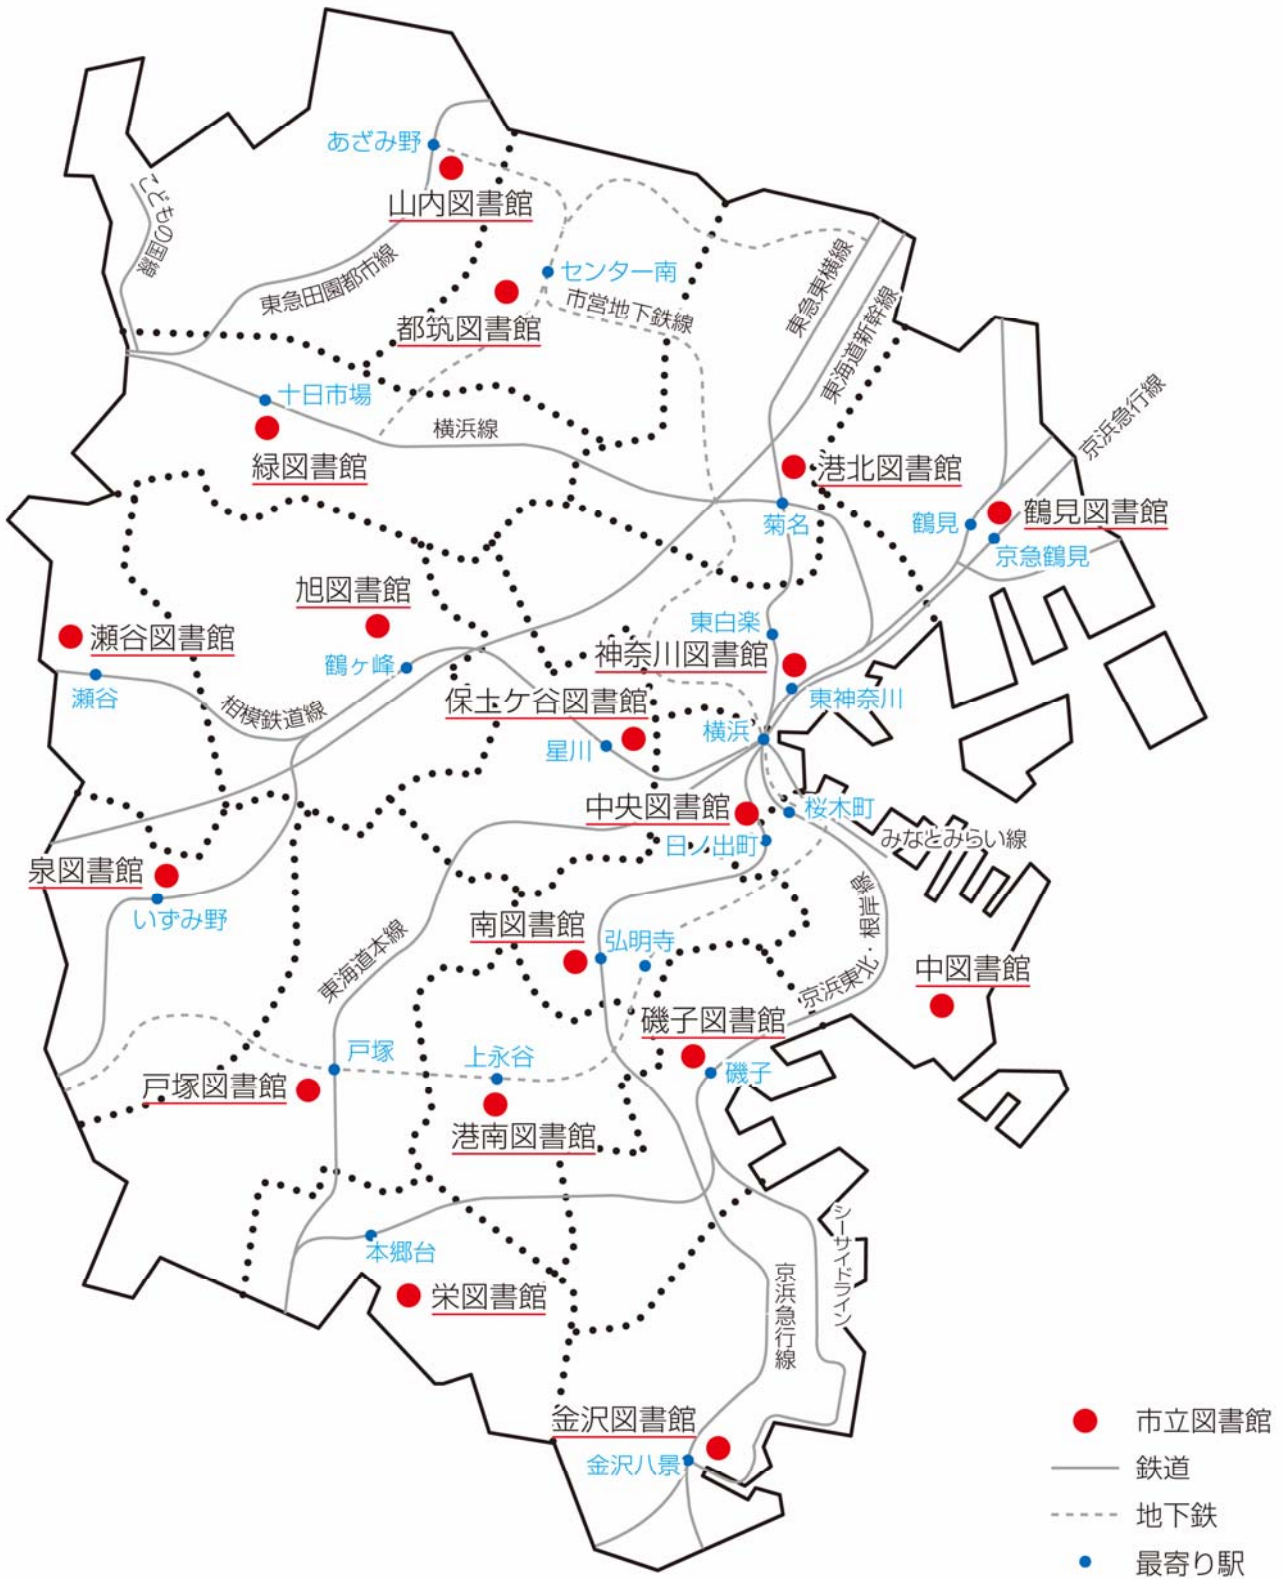 あざみ野
山内図書館
こどもの国線
東急田園都市線
センター南
都筑図書館
市営地下鉄線
東急東横線
東海道新幹線
十日市場
横浜線
緑図書館
京浜急行線
港北図書館
菊名
鶴見
鶴見図書館
京急鶴見
旭図書館
瀬谷図書館
瀬谷
鶴ヶ峰
相模鉄道線
東白楽
神奈川図書館
東神奈川
保土ケ谷図書館
星川
横浜
中央図書館
桜木町
日ノ出町
みなとみらい線
泉図書館
いずみ野
東海道本線
南図書館
弘明寺
京浜東北・根岸線
中図書館
磯子図書館
磯子
戸塚
上永谷
戸塚図書館
港南図書館
本郷台
栄図書館
シーサイドライン
京浜急行線
金沢図書館
金沢八景
市立図書館
鉄道
地下鉄
最寄り駅